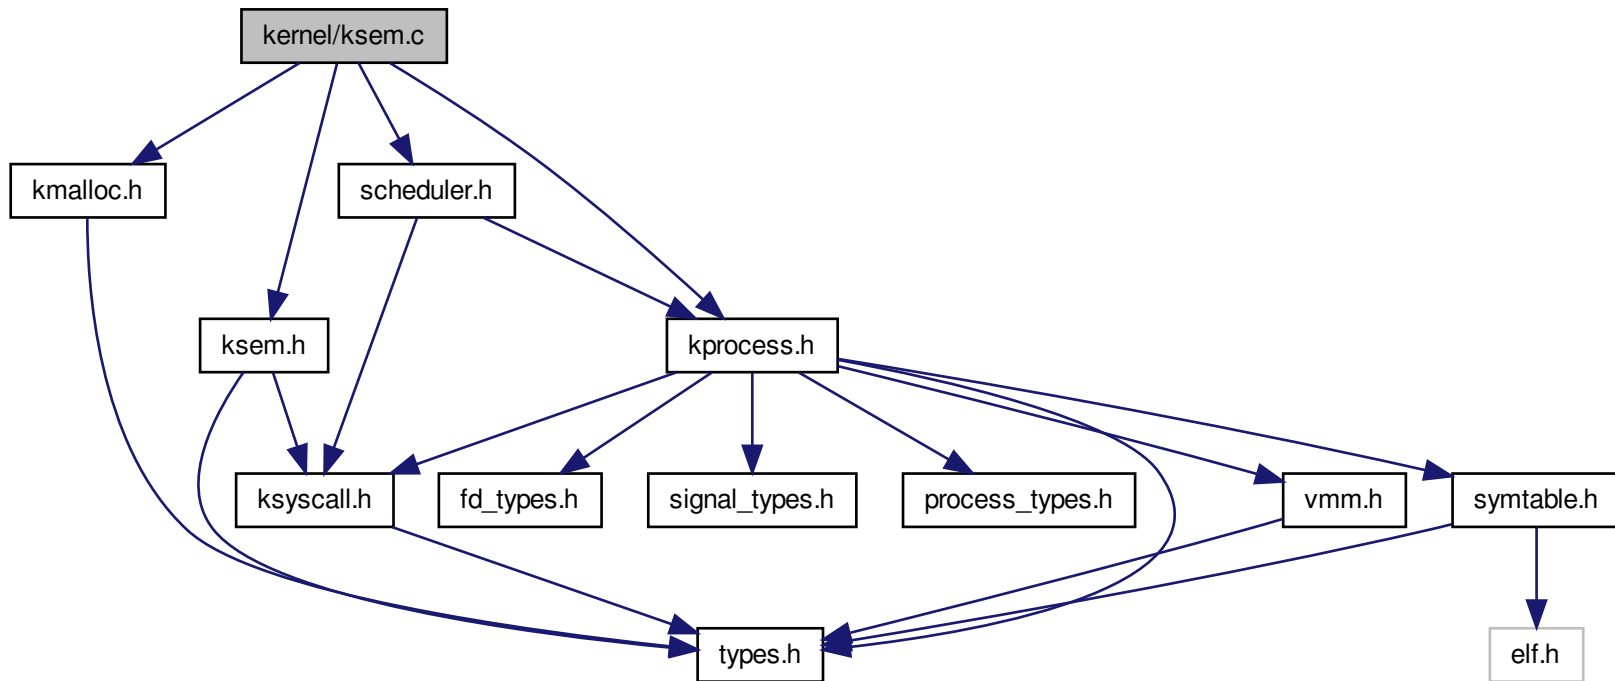 kernel/ksem.c
kmalloc.h
scheduler.h
ksem.h
kprocess.h
ksyscall.h
fd_types.h
signal_types.h
process_types.h
vmm.h
symtable.h
types.h
elf.h